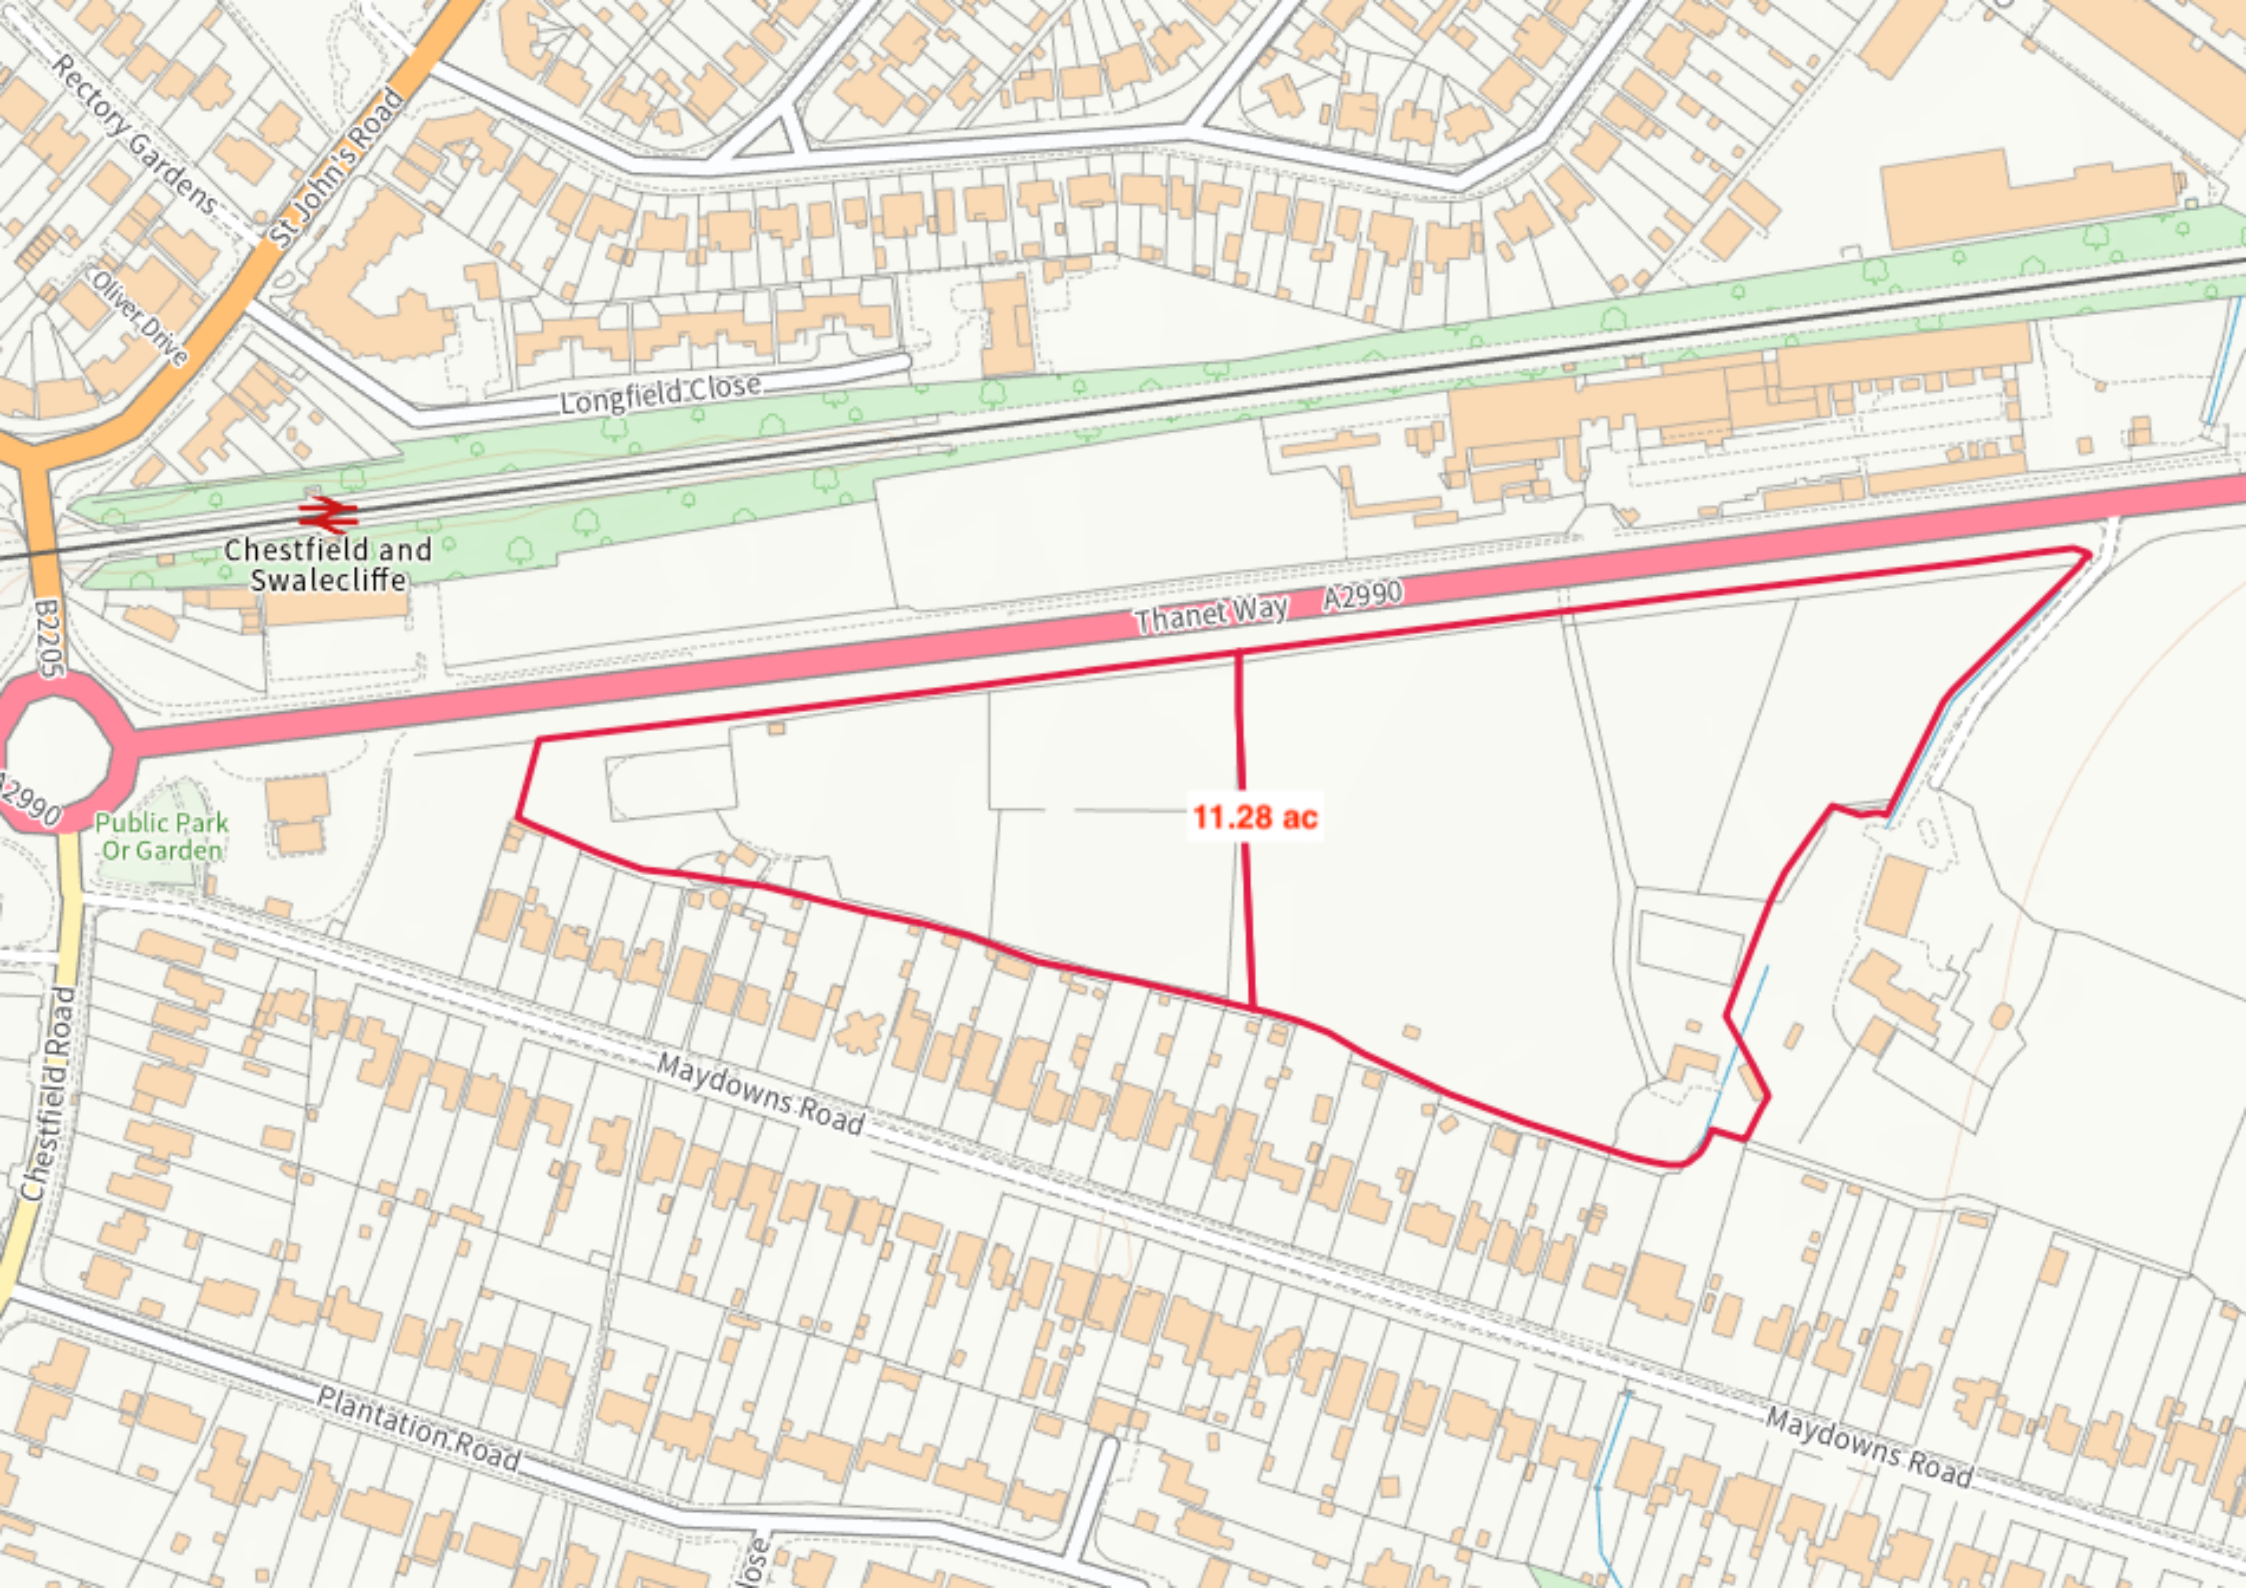 Rectory Gardens
St John's Road
Oliver Drive
Longfield Close
Chestfield and
Swalecliffe
B2205
Thanet Way A2990
A2990
Public Park
Or Garden
11.28 ac
Chestfield Road
Maydowns Road
Plantation Road
Maydowns Road